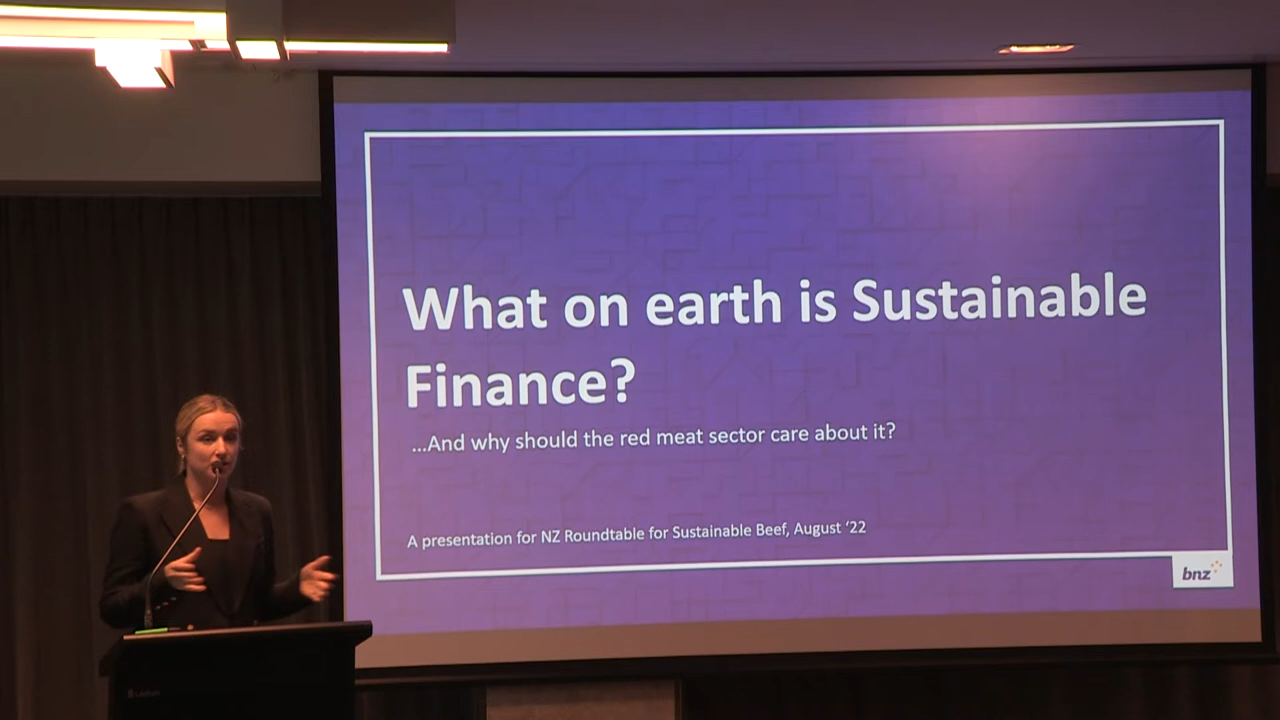 What on earth is Sustainable
Finance?
...And why should the red meat sector care about it?
A presentation for NZ Roundtable for Sustainable Beef, August ‘22
bnz